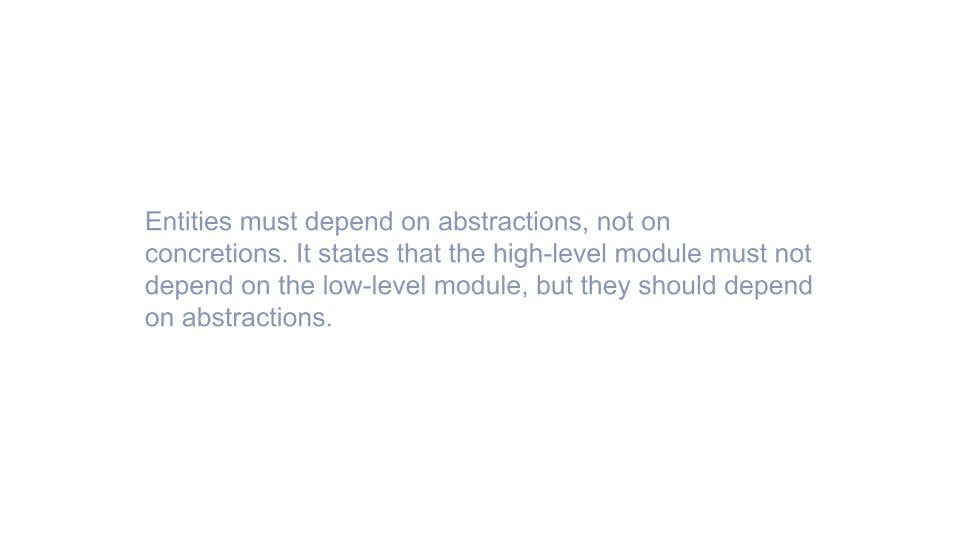 Entities must depend on abstractions, not on
concretions. It states that the high-level module must not
depend on the low-level module, but they should depend
on abstractions.